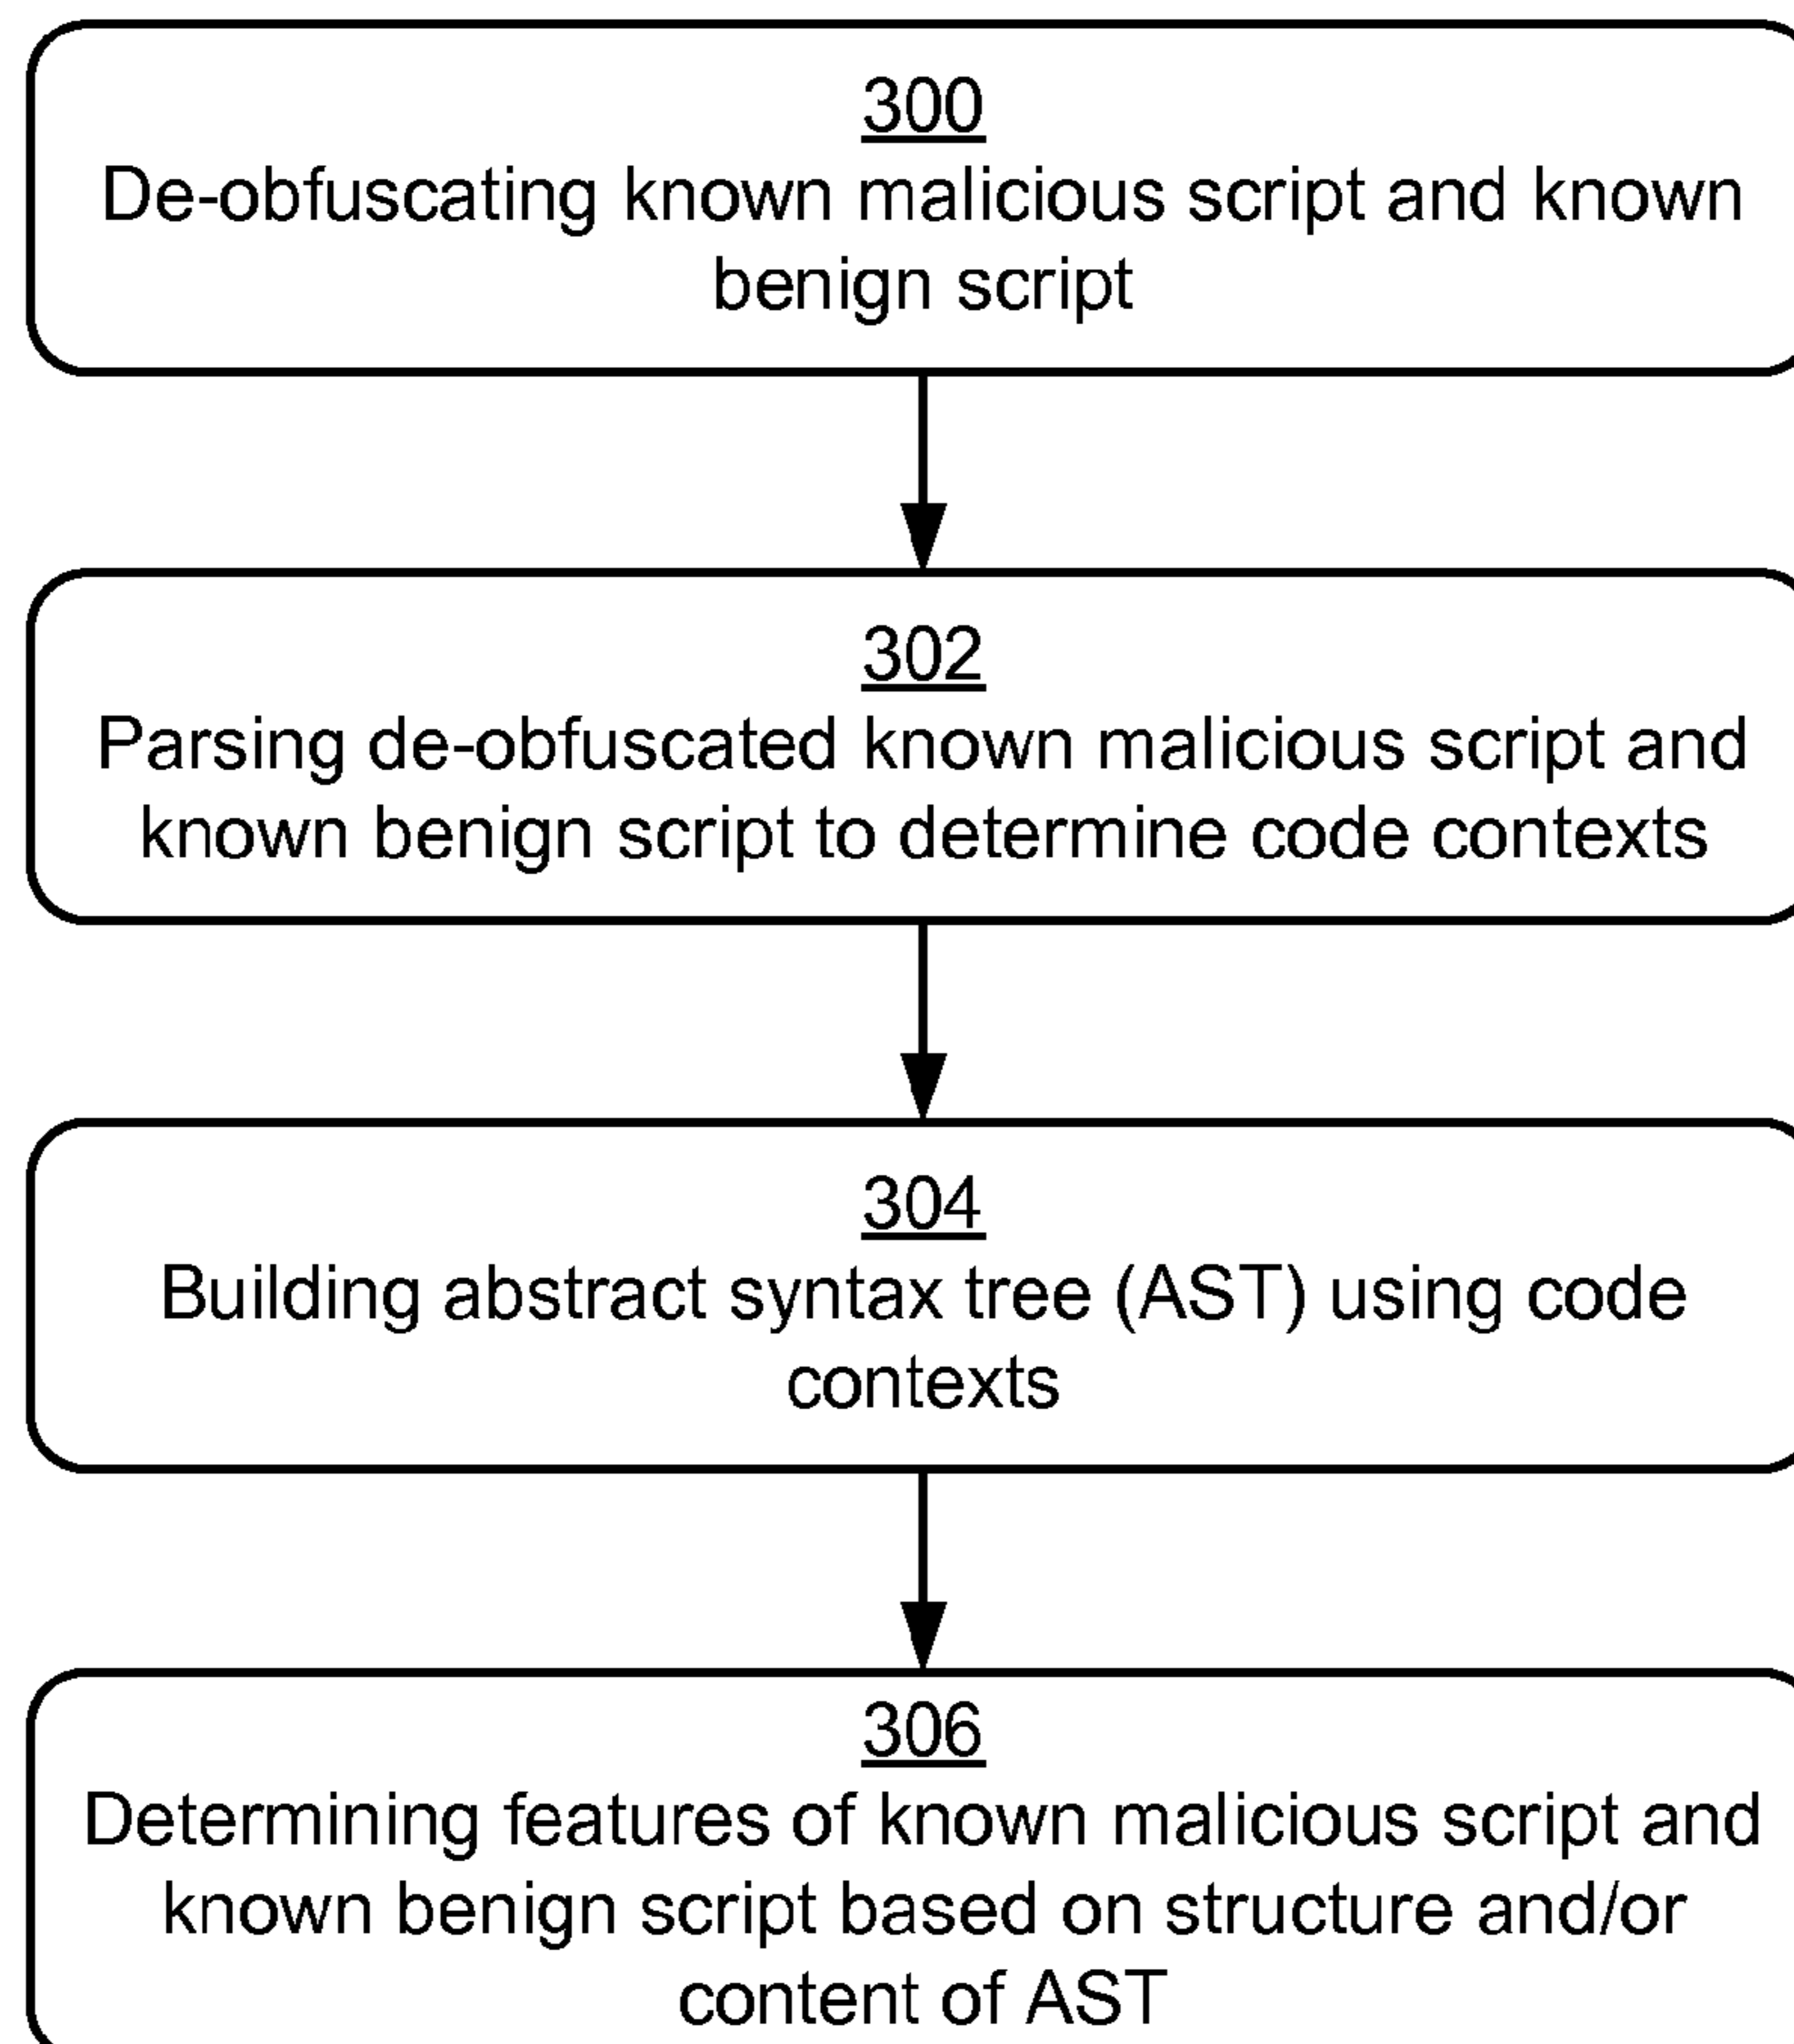 300
De-obfuscating known malicious script and known
benign script
302
Parsing de-obfuscated known malicious script and
known benign script to determine code contexts
304
Building abstract syntax tree (AST) using code
contexts
306
Determining features of known malicious script and
known benign script based on structure and/or
content of AST